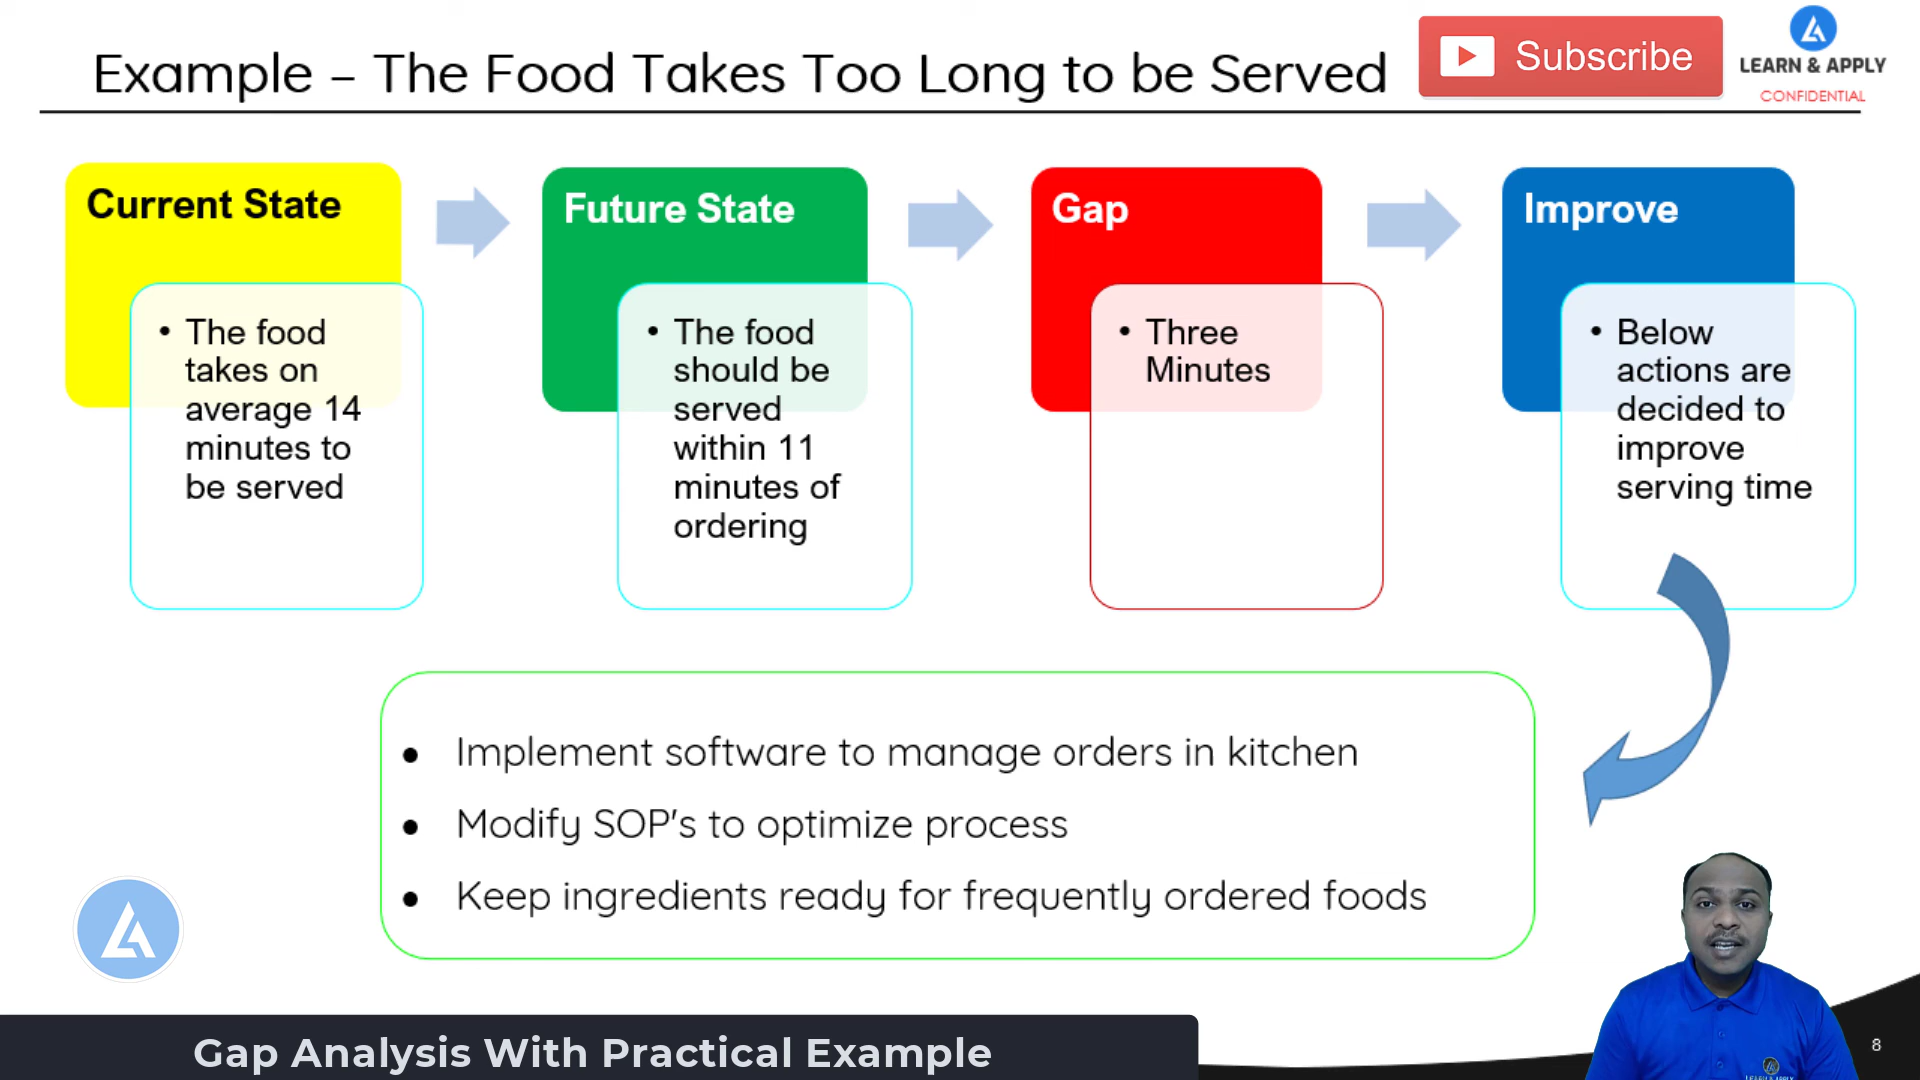 Example – The Food Takes Too Long to be Served
Subscribe
LEARN & APPLY
CONFIDENTIAL
Current State
• The food
takes on
average 14
minutes to
be served
Future State
• The food
should be
served
within 11
minutes of
ordering
Gap
• Three
Minutes
Improve
• Below
actions are
decided to
improve
serving time
• Implement software to manage orders in kitchen
• Modify SOP's to optimize process
• Keep ingredients ready for frequently ordered foods
Gap Analysis With Practical Example
LEARN & APPLY
8